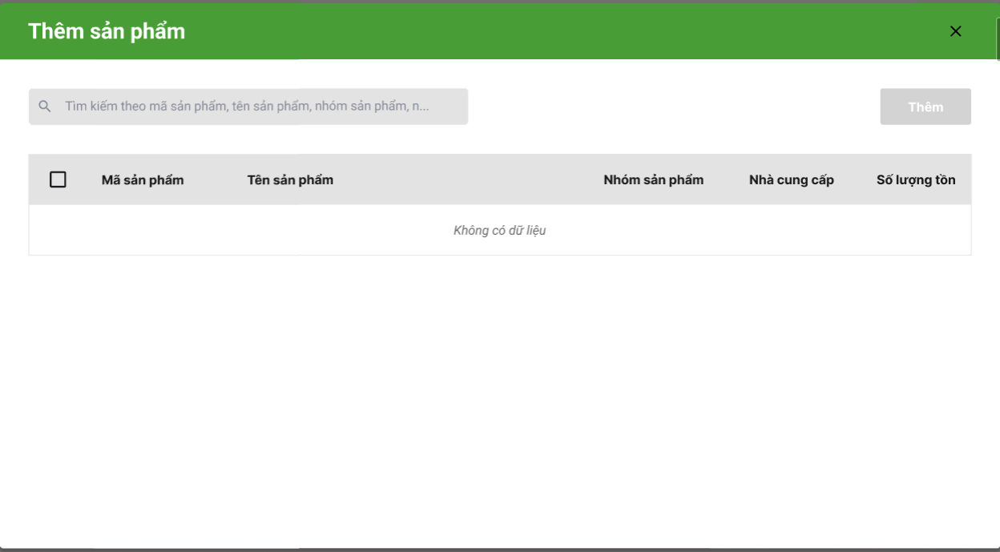 Thêm sản phẩm
Tìm kiếm theo mã sản phẩm, tên sản phẩm, nhóm sản phẩm, n...
Thêm
Mã sản phẩm Tên sản phẩm Nhóm sản phẩm Nhà cung cấp Số lượng tồn
Không có dữ liệu